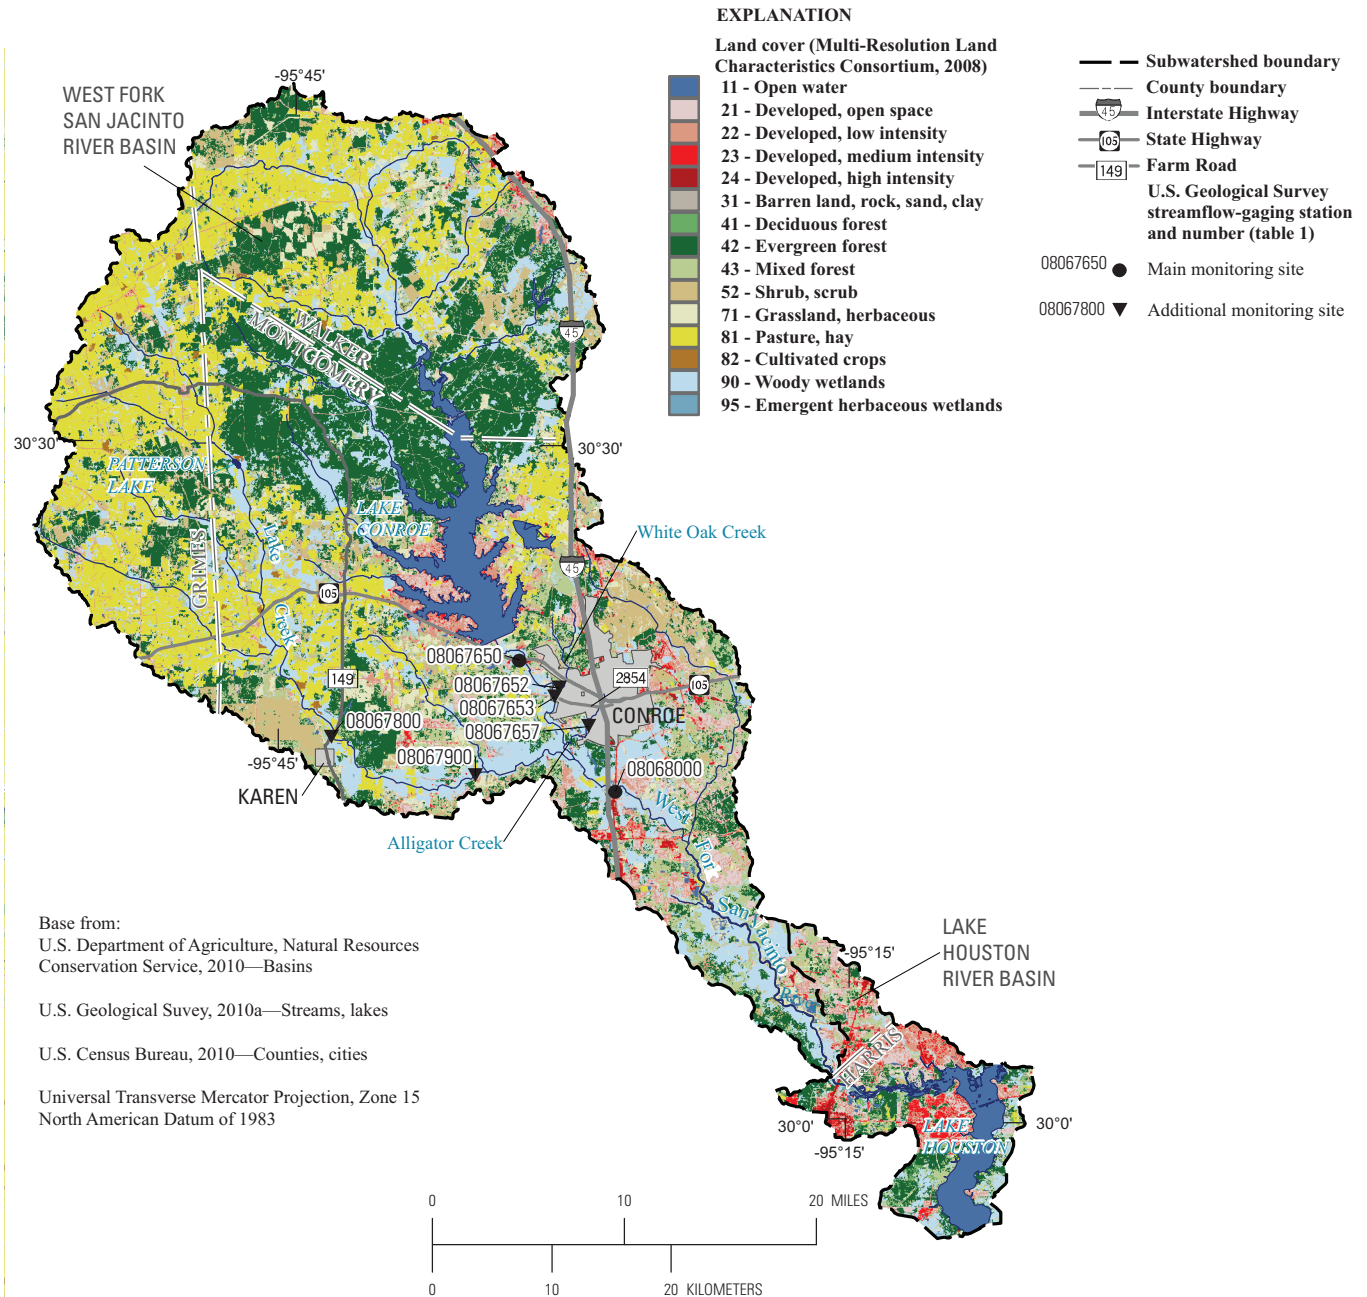 EXPLANATION
Land cover (Multi-Resolution Land
Characteristics Consortium, 2008)
11 - Open water
21 - Developed, open space
22 - Developed, low intensity
23 - Developed, medium intensity
24 - Developed, high intensity
31 - Barren land, rock, sand, clay
41 - Deciduous forest
42 - Evergreen forest
43 - Mixed forest
52 - Shrub, scrub
71 - Grassland, herbaceous
81 - Pasture, hay
82 - Cultivated crops
90 - Woody wetlands
95 - Emergent herbaceous wetlands
Subwatershed boundary
County boundary
45 Interstate Highway
105 State Highway
149 Farm Road
U.S. Geological Survey
streamflow-gaging station
and number (table 1)
08067650 Main monitoring site
08067800 Additional monitoring site
-95°45'
WEST FORK
SAN JACINTO
RIVER BASIN
WALKER
MONTGOMERY
45
30°30'
30°30'
PATTERSON
LAKE
LAKE
CONROE
GRIMES
Lake
Creek
White Oak Creek
45
105
08067650
149
08067652
2854
105
08067653
CONROE
08067800
08067657
08067900
-95°45'
08068000
KAREN
West
For
Alligator Creek
San Jacinto
River
LAKE
HOUSTON
RIVER BASIN
-95°15'
HARRIS
30°0'
30°0'
-95°15'
LAKE
HOUSTON
Base from:
U.S. Department of Agriculture, Natural Resources
Conservation Service, 2010—Basins
U.S. Geological Suvey, 2010a—Streams, lakes
U.S. Census Bureau, 2010—Counties, cities
Universal Transverse Mercator Projection, Zone 15
North American Datum of 1983
0 10 20 MILES
0 10 20 KILOMETERS